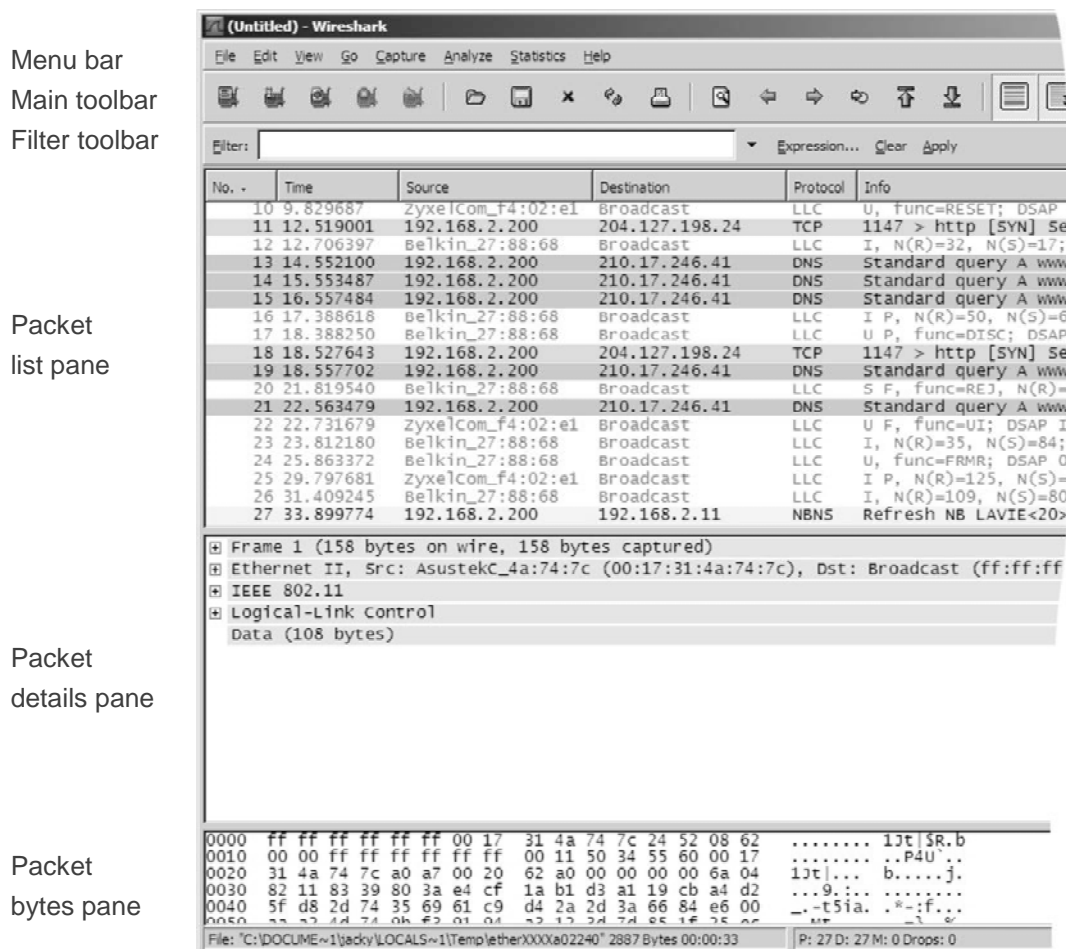 (Untitled) - Wireshark
File Edit View Go Capture Analyze Statistics Help
Menu bar
Main toolbar
Filter toolbar
Filter: Expression... Clear Apply
No. Time Source Destination Protocol Info
10 9.829687 ZyxelCom_f4:02:e1 Broadcast LLC U, func=RESET; DSAP
11 12.519001 192.168.2.200 204.127.198.24 TCP 1147 > http [SYN] Se
12 12.706397 Belkin_27:88:68 Broadcast LLC I, N(R)=32, N(S)=17;
13 14.552100 192.168.2.200 210.17.246.41 DNS Standard query A www
14 15.553487 192.168.2.200 210.17.246.41 DNS Standard query A www
15 16.557484 192.168.2.200 210.17.246.41 DNS Standard query A www
16 17.388618 Belkin_27:88:68 Broadcast LLC I P, N(R)=50, N(S)=6
17 18.388250 Belkin_27:88:68 Broadcast LLC U P, func=DISC; DSAP
18 18.527643 192.168.2.200 204.127.198.24 TCP 1147 > http [SYN] Se
19 18.557702 192.168.2.200 210.17.246.41 DNS Standard query A www
20 21.819540 Belkin_27:88:68 Broadcast LLC S F, func=REJ, N(R)=
21 22.563479 192.168.2.200 210.17.246.41 DNS Standard query A www
22 22.731679 ZyxelCom_f4:02:e1 Broadcast LLC U F, func=UI; DSAP I
23 23.812180 Belkin_27:88:68 Broadcast LLC I, N(R)=35, N(S)=84;
24 25.863372 Belkin_27:88:68 Broadcast LLC U, func=FRMR; DSAP 0
25 29.797681 ZyxelCom_f4:02:e1 Broadcast LLC I P, N(R)=125, N(S)=
26 31.409245 Belkin_27:88:68 Broadcast LLC I, N(R)=109, N(S)=80
27 33.899774 192.168.2.200 192.168.2.11 NBNS Refresh NB LAVIE<20>
Packet
list pane
Frame 1 (158 bytes on wire, 158 bytes captured)
Ethernet II, Src: AsustekC_4a:74:7c (00:17:31:4a:74:7c), Dst: Broadcast (ff:ff:ff
IEEE 802.11
Logical-Link Control
Data (108 bytes)
Packet
details pane
0000 ff ff ff ff ff ff 00 17 31 4a 74 7c 24 52 08 62 ........ 1Jt|$R.b
0010 00 00 ff ff ff ff ff ff 00 11 50 34 55 60 00 17 ........ ..P4U`..
0020 31 4a 74 7c a0 a7 00 20 62 a0 00 00 00 00 6a 04 1Jt|... b.....j.
0030 82 11 83 39 80 3a e4 cf 1a b1 d3 a1 19 cb a4 d2 ...9.:.. ........
0040 5f d8 2d 74 35 69 61 c9 d4 2a 2d 3a 66 84 e6 00 _.-t5ia. .*-:f...
Packet
bytes pane
File: "C:\DOCUME~1\jacky\LOCALS~1\Temp\etherXXXXa02240" 2887 Bytes 00:00:33 P: 27 D: 27 M: 0 Drops: 0